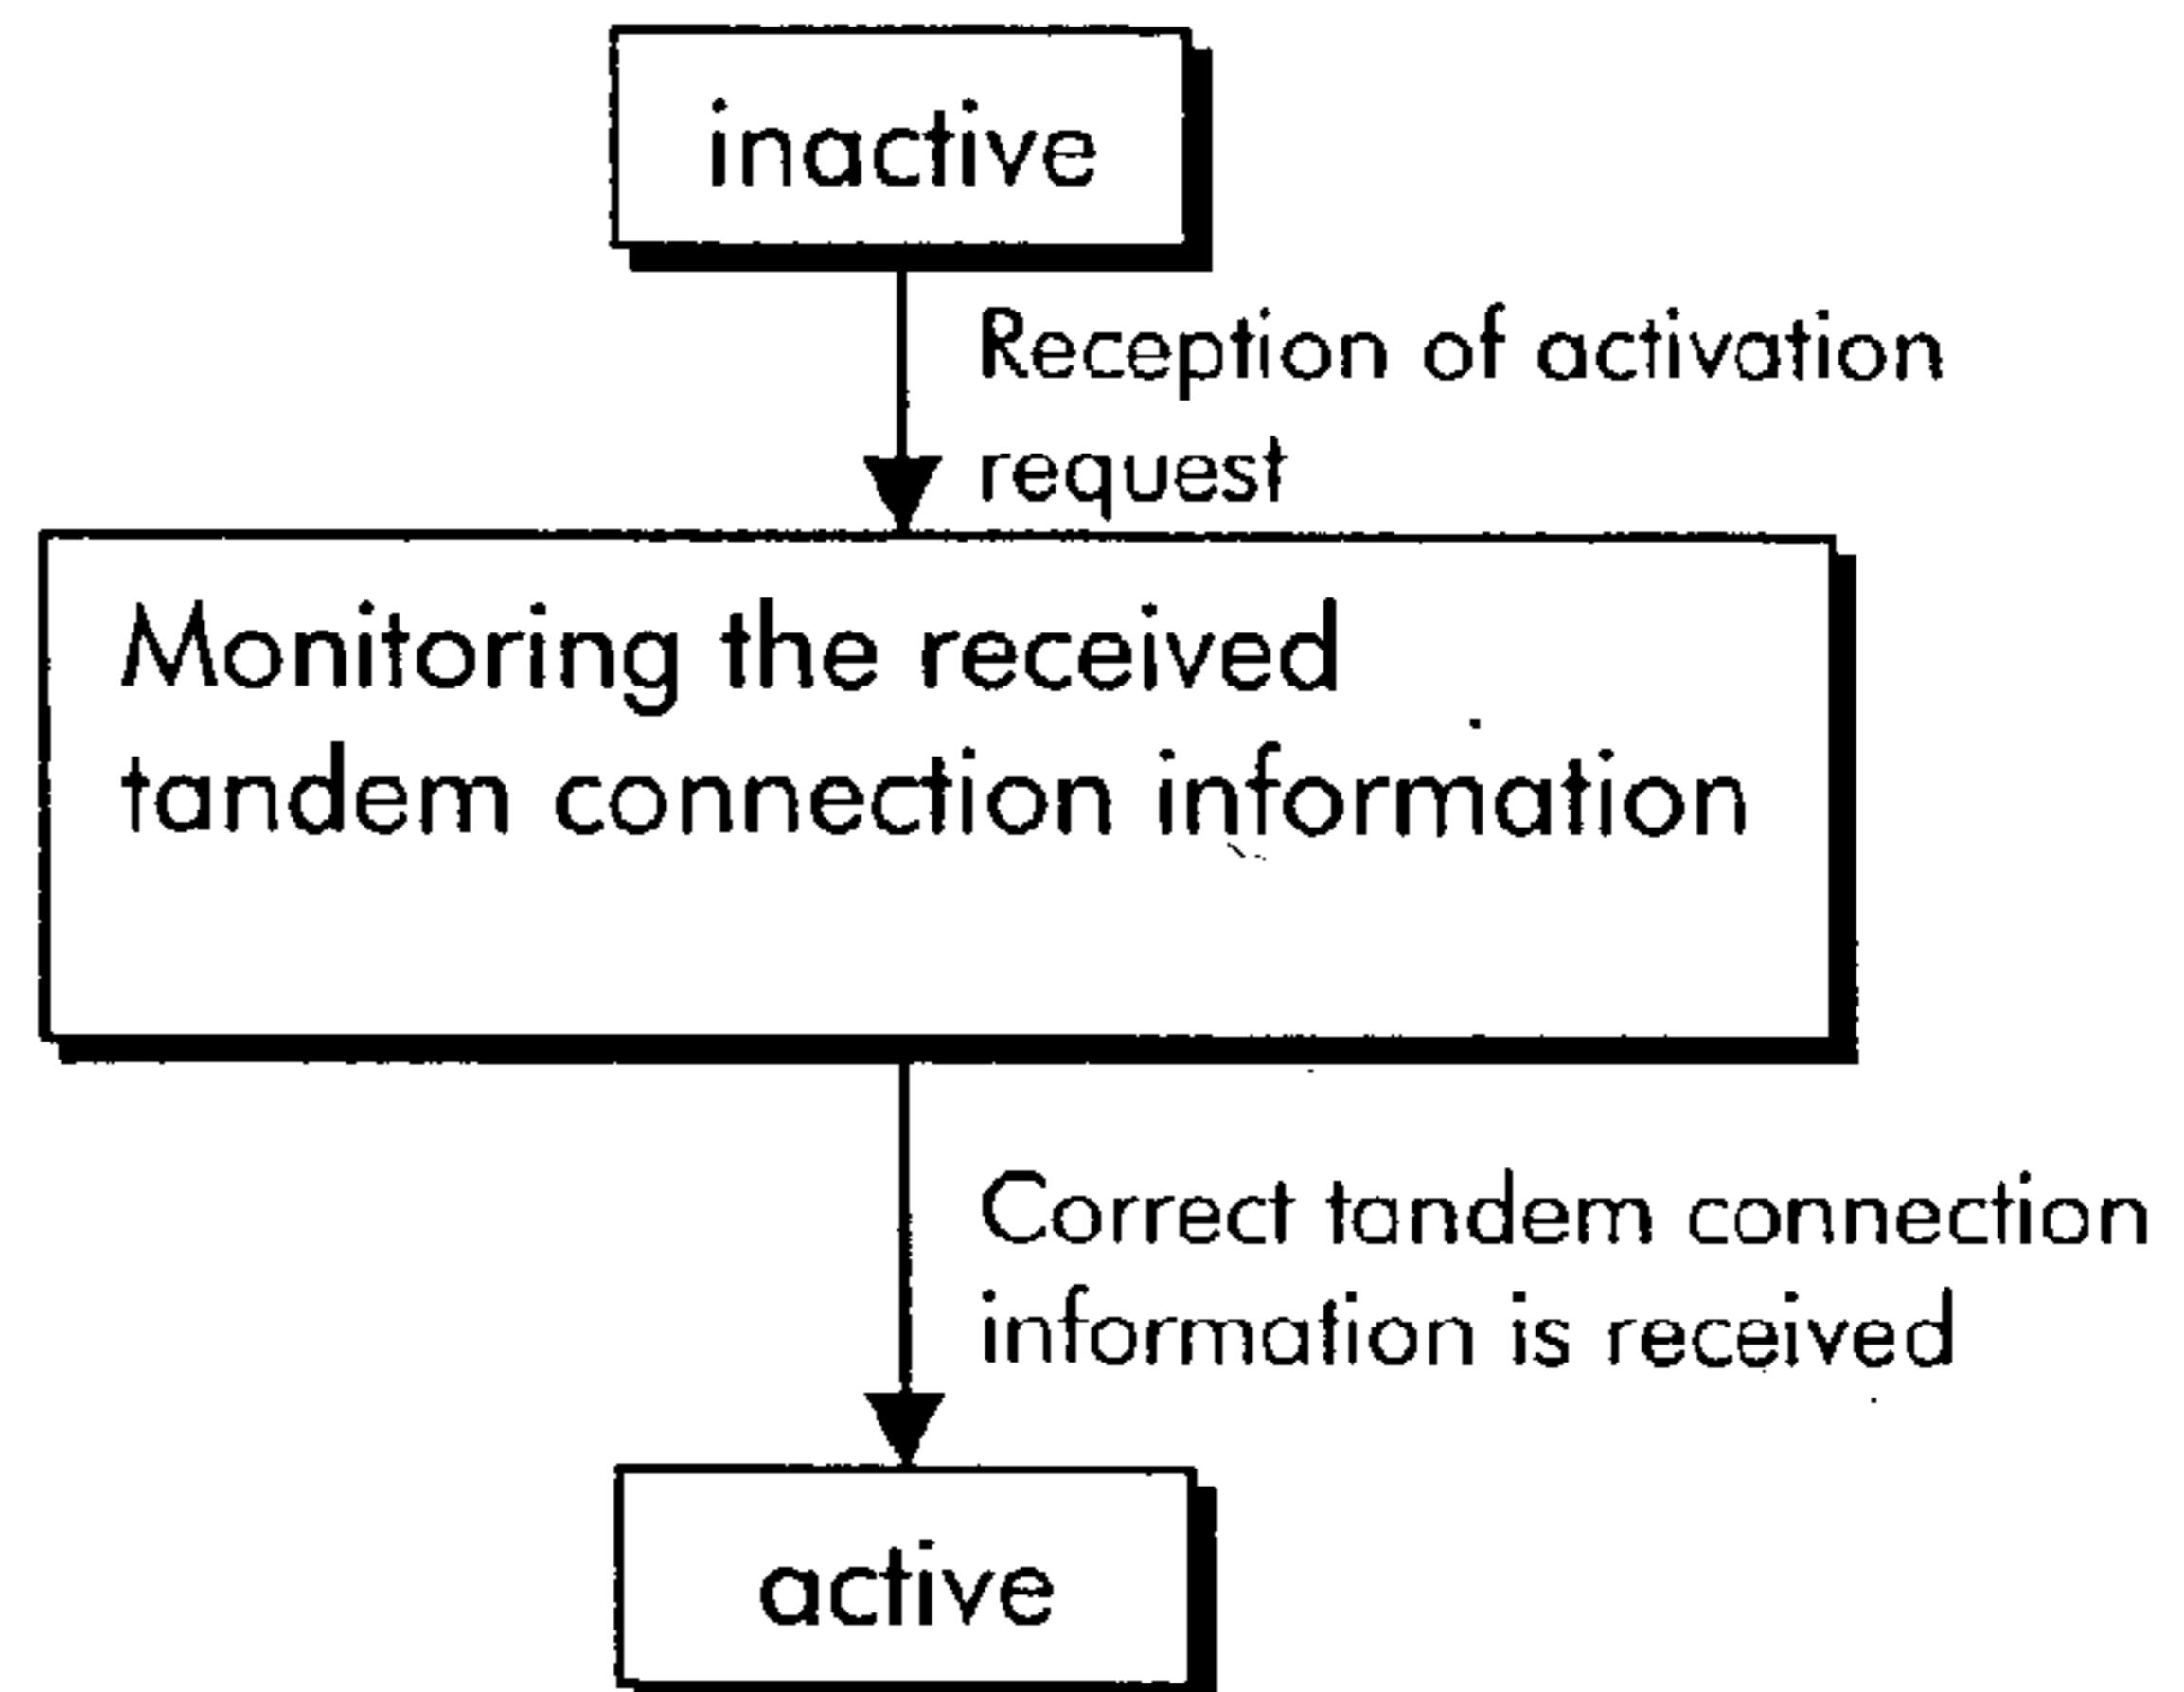 inactive
Reception of activation
request
Monitoring the received
tandem connection information
Correct tandem connection
information is received
active